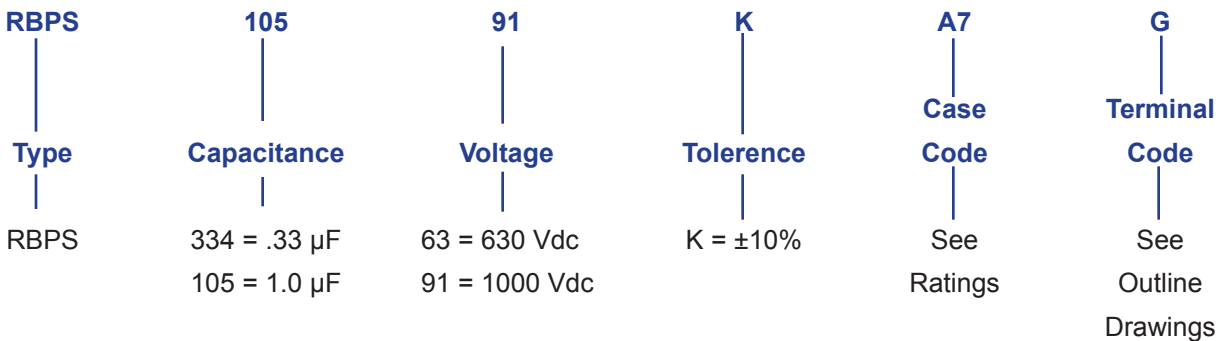 RBPS 105 91 K A7 G
Case Terminal
Type Capacitance Voltage Tolerence Code Code
RBPS 334 = .33 µF 63 = 630 Vdc K = ±10% See See
105 = 1.0 µF 91 = 1000 Vdc Ratings Outline
Drawings